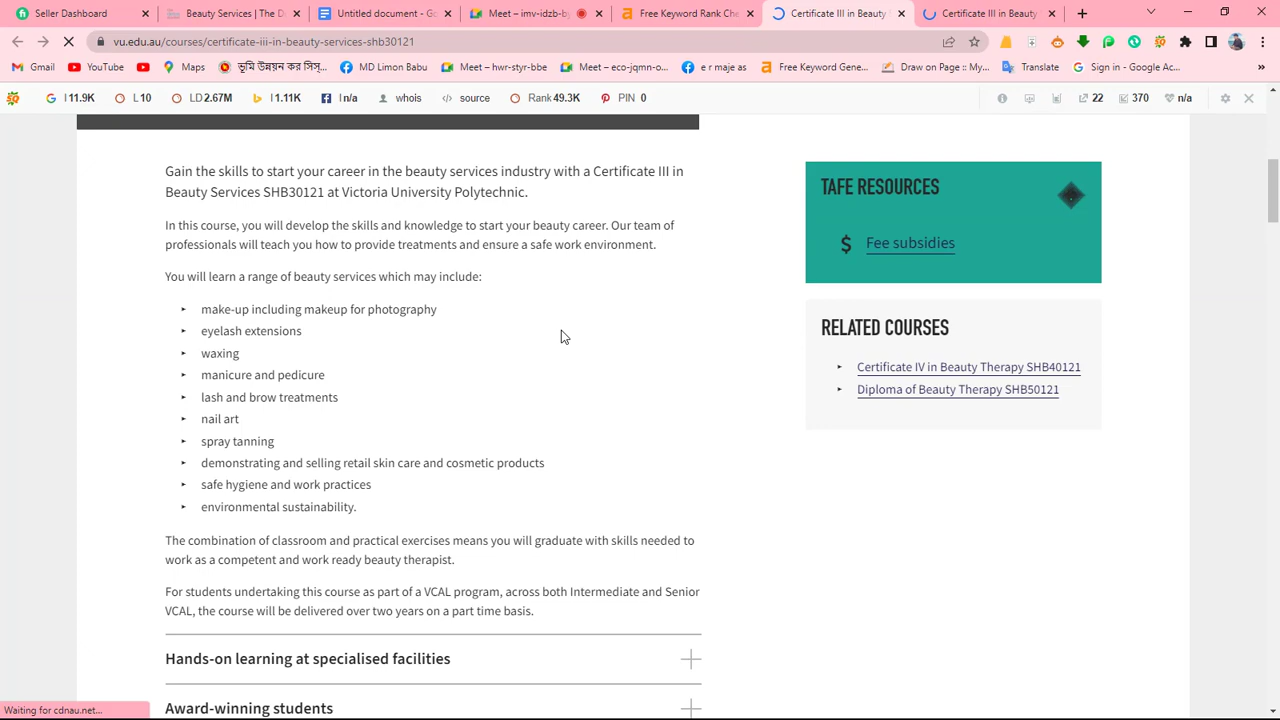 Seller Dashboard
Beauty Services | The D
Untitled document - Go
Meet – imv-idzb-bj
Free Keyword Rank Che
Certificate III in Beauty
Certificate III in Beauty
vu.edu.au/courses/certificate-iii-in-beauty-services-shb30121
Gmail
YouTube
Maps
ভূমি উন্নয়ন কর সিস্...
MD Limon Babu
Meet – hwr-styr-bbe
Meet – eco-jqmn-o...
e r maje as
Free Keyword Gene...
Draw on Page :: My...
Translate
Sign in - Google Ac...
I 11.9K
L 10
LD 2.67M
I 1.11K
I n/a
whois
source
Rank 49.3K
PIN 0
22
370
n/a
Gain the skills to start your career in the beauty services industry with a Certificate III in
Beauty Services SHB30121 at Victoria University Polytechnic.
In this course, you will develop the skills and knowledge to start your beauty career. Our team of
professionals will teach you how to provide treatments and ensure a safe work environment.
You will learn a range of beauty services which may include:
make-up including makeup for photography
eyelash extensions
waxing
manicure and pedicure
lash and brow treatments
nail art
spray tanning
demonstrating and selling retail skin care and cosmetic products
safe hygiene and work practices
environmental sustainability.
The combination of classroom and practical exercises means you will graduate with skills needed to
work as a competent and work ready beauty therapist.
For students undertaking this course as part of a VCAL program, across both Intermediate and Senior
VCAL, the course will be delivered over two years on a part time basis.
Hands-on learning at specialised facilities
Award-winning students
TAFE RESOURCES
$ Fee subsidies
RELATED COURSES
Certificate IV in Beauty Therapy SHB40121
Diploma of Beauty Therapy SHB50121
Waiting for cdnau.net...